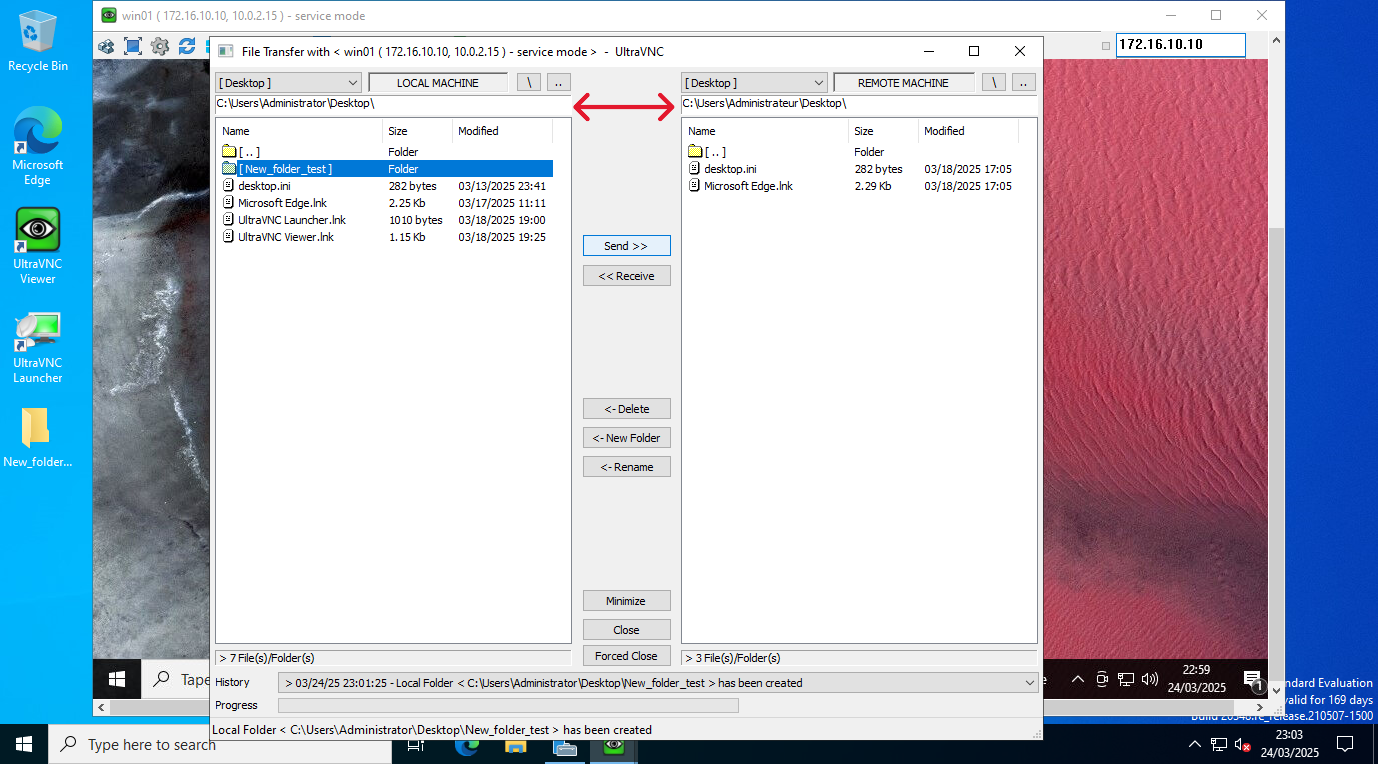 Recycle Bin
Microsoft
Edge
UltraVNC
Viewer
UltraVNC
Launcher
New_folder...
win01 ( 172.16.10.10, 10.0.2.15 ) - service mode
172.16.10.10
File Transfer with < win01 ( 172.16.10.10, 10.0.2.15 ) - service mode > - UltraVNC
[ Desktop ] LOCAL MACHINE \ ..
C:\Users\Administrator\Desktop\
Name Size Modified
[ .. ] Folder
[ New_folder_test ] Folder
desktop.ini 282 bytes 03/13/2025 23:41
Microsoft Edge.lnk 2.25 Kb 03/17/2025 11:11
UltraVNC Launcher.lnk 1010 bytes 03/18/2025 19:00
UltraVNC Viewer.lnk 1.15 Kb 03/18/2025 19:25
> 7 File(s)/Folder(s)
Send >>
<< Receive
<- Delete
<- New Folder
<- Rename
Minimize
Close
Forced Close
[ Desktop ] REMOTE MACHINE \ ..
C:\Users\Administrateur\Desktop\
Name Size Modified
[ .. ] Folder
desktop.ini 282 bytes 03/18/2025 17:05
Microsoft Edge.lnk 2.29 Kb 03/18/2025 17:05
> 3 File(s)/Folder(s)
History > 03/24/25 23:01:25 - Local Folder < C:\Users\Administrator\Desktop\New_folder_test > has been created
Progress
Local Folder < C:\Users\Administrator\Desktop\New_folder_test > has been created
Tape
22:59
24/03/2025
1
ndard Evaluation
valid for 169 days
Type here to search
23:03
24/03/2025